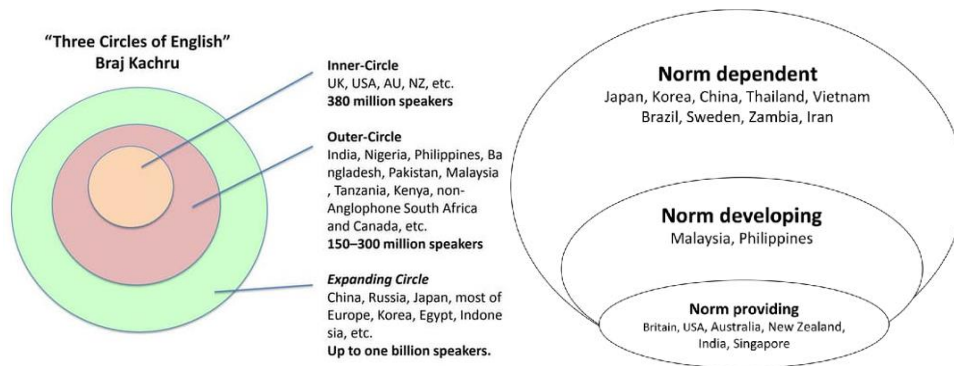 “Three Circles of English”
Braj Kachru
Inner-Circle
UK, USA, AU, NZ, etc.
380 million speakers
Outer-Circle
India, Nigeria, Philippines, Ba
ngladesh, Pakistan, Malaysia
, Tanzania, Kenya, non-
Anglophone South Africa
and Canada, etc.
150–300 million speakers
Expanding Circle
China, Russia, Japan, most of
Europe, Korea, Egypt, Indone
sia, etc.
Up to one billion speakers.
Norm dependent
Japan, Korea, China, Thailand, Vietnam
Brazil, Sweden, Zambia, Iran
Norm developing
Malaysia, Philippines
Norm providing
Britain, USA, Australia, New Zealand,
India, Singapore